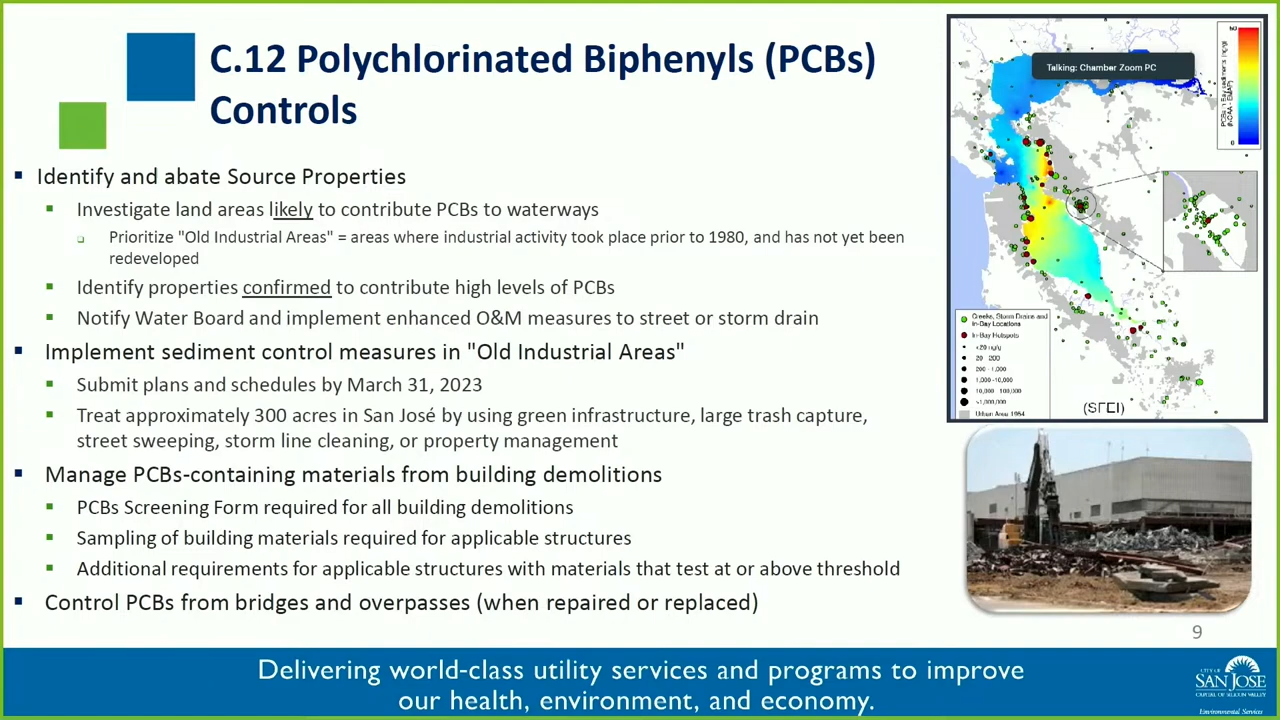 C.12 Polychlorinated Biphenyls (PCBs)
Controls
Identify and abate Source Properties
Investigate land areas likely to contribute PCBs to waterways
Prioritize "Old Industrial Areas" = areas where industrial activity took place prior to 1980, and has not yet been
redeveloped
Identify properties confirmed to contribute high levels of PCBs
Notify Water Board and implement enhanced O&M measures to street or storm drain
Implement sediment control measures in "Old Industrial Areas"
Submit plans and schedules by March 31, 2023
Treat approximately 300 acres in San José by using green infrastructure, large trash capture,
street sweeping, storm line cleaning, or property management
Manage PCBs-containing materials from building demolitions
PCBs Screening Form required for all building demolitions
Sampling of building materials required for applicable structures
Additional requirements for applicable structures with materials that test at or above threshold
Control PCBs from bridges and overpasses (when repaired or replaced)
Talking: Chamber Zoom PC
Creeks, Storm Drains and
In-Bay Locations
In-Bay Hotspots
<20 ng/g
20 - 200
200 - 1,000
1,000 - 10,000
10,000 - 100,000
>1,000,000
Urban Area 1954
(SFEI)
9
Delivering world-class utility services and programs to improve
our health, environment, and economy.
CITY OF
SAN JOSE
CAPITAL OF SILICON VALLEY
Environmental Services